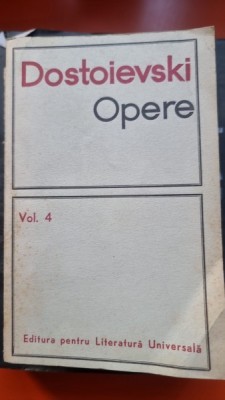 Dostoievski
Opere
Vol. 4
Editura pentru Literatură Universală